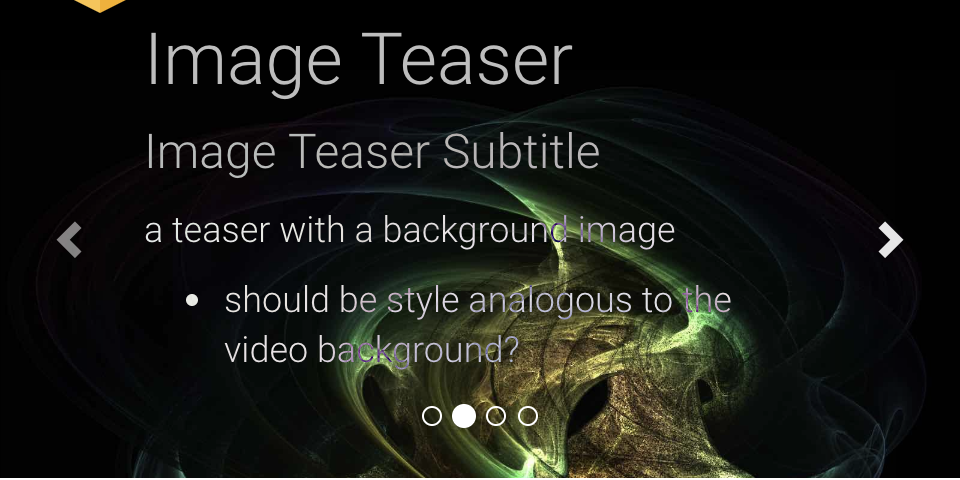 Image Teaser
Image Teaser Subtitle
a teaser with a background image
should be style analogous to the
video background?